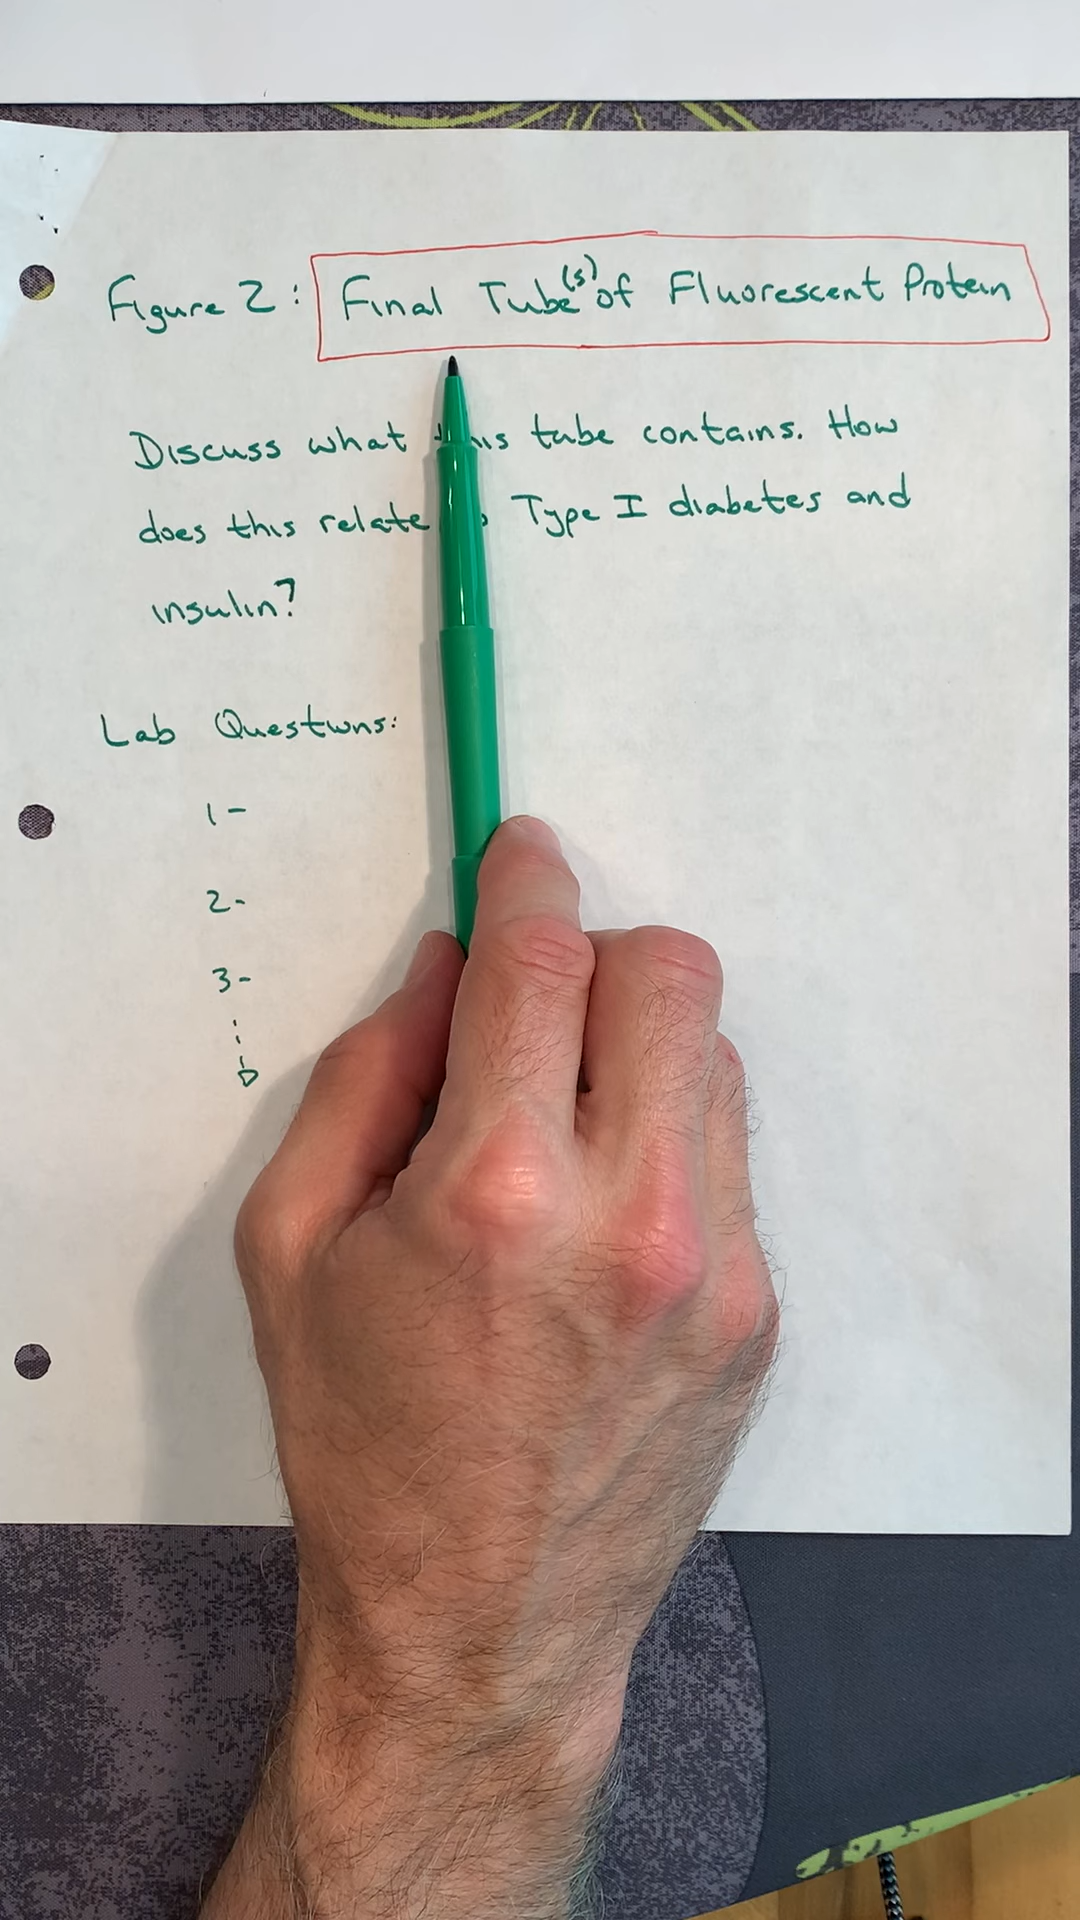 Figure 2: Final Tube(s) of Fluorescent Protein
Discuss what this tube contains. How
does this relate Type I diabetes and
insulin?
Lab Questions:
1-
2-
3-